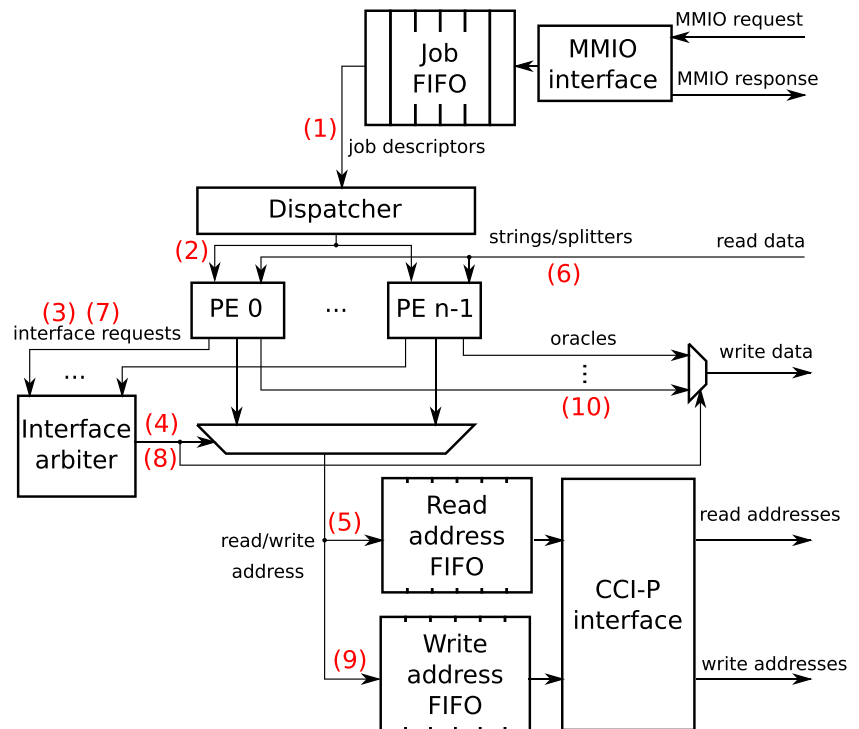 MMIO request
Job
FIFO
MMIO
interface
MMIO response
(1)
job descriptors
Dispatcher
(2)
strings/splitters
read data
(6)
PE 0
...
PE n-1
(3) (7)
interface requests
...
oracles
...
write data
(10)
Interface
arbiter
(4)
(8)
(5)
read/write
address
Read
address
FIFO
read addresses
CCI-P
interface
(9)
Write
address
FIFO
write addresses